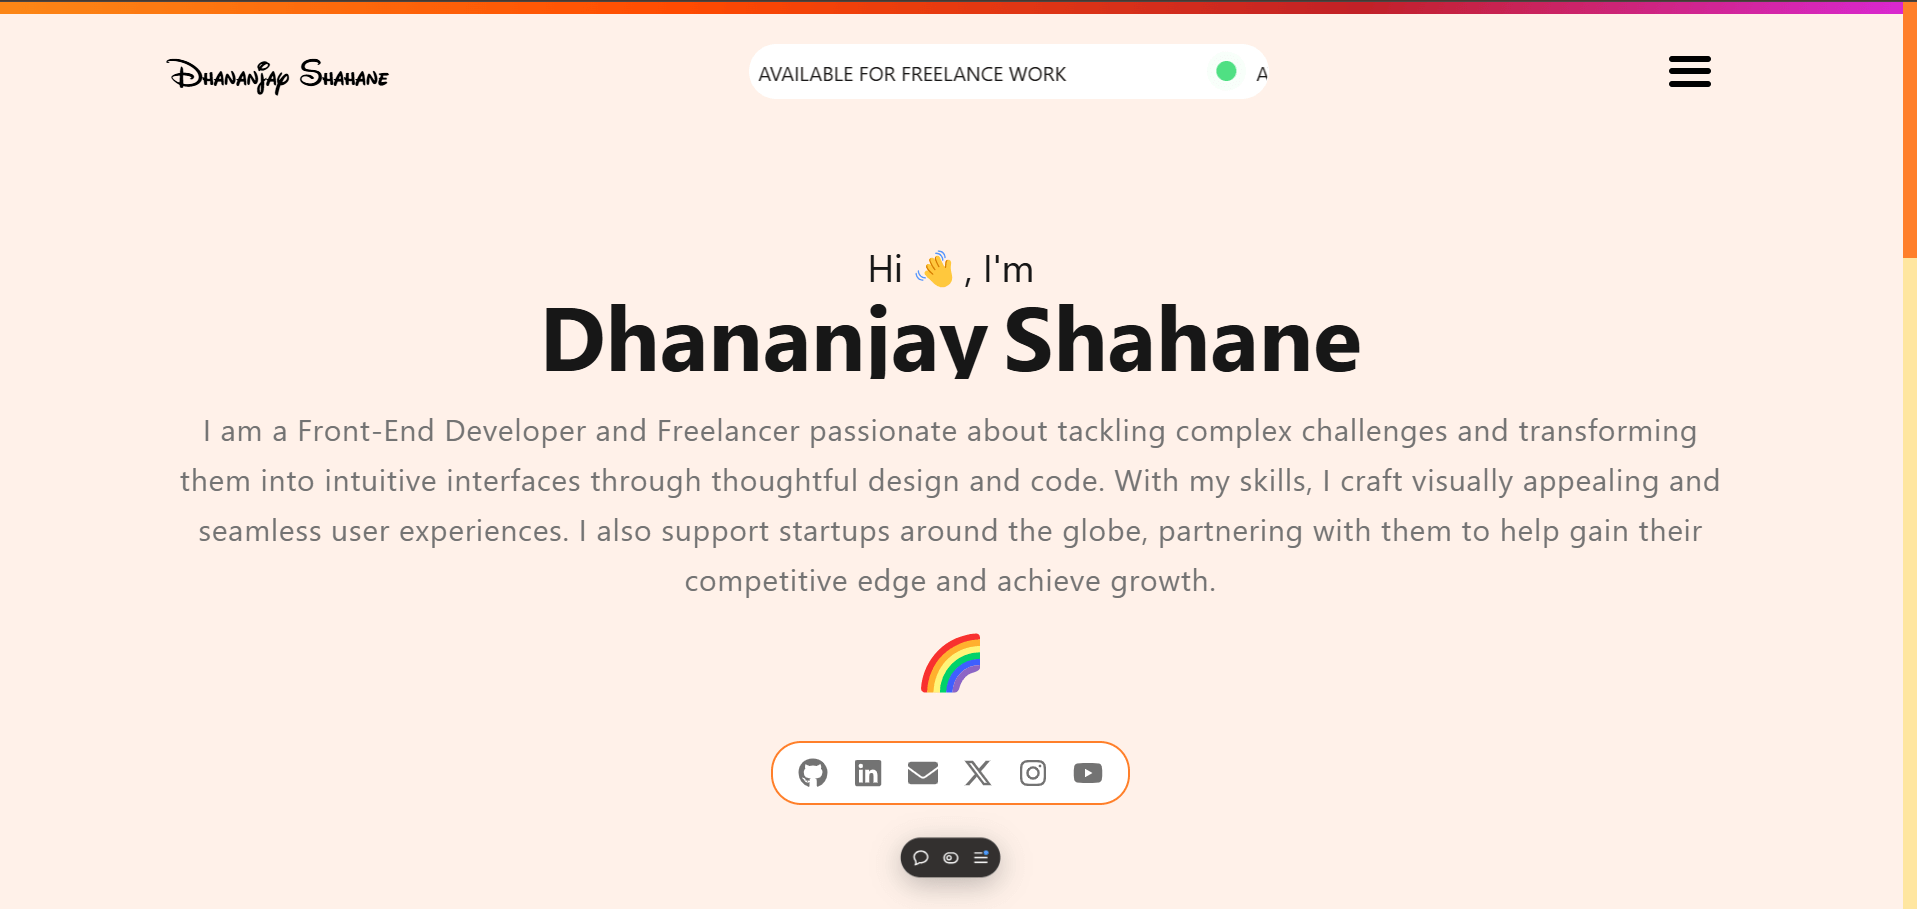 Dhananjay Shahane
AVAILABLE FOR FREELANCE WORK A
Hi 👋 , I'm
Dhananjay Shahane
I am a Front-End Developer and Freelancer passionate about tackling complex challenges and transforming
them into intuitive interfaces through thoughtful design and code. With my skills, I craft visually appealing and
seamless user experiences. I also support startups around the globe, partnering with them to help gain their
competitive edge and achieve growth.